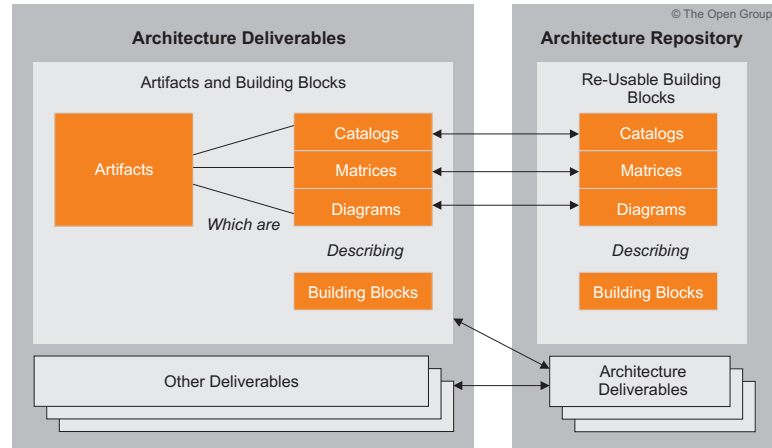 © The Open Group
Architecture Deliverables
Architecture Repository
Artifacts and Building Blocks
Re-Usable Building
Blocks
Artifacts
Catalogs
Matrices
Diagrams
Which are
Describing
Building Blocks
Catalogs
Matrices
Diagrams
Describing
Building Blocks
Other Deliverables
Architecture
Deliverables